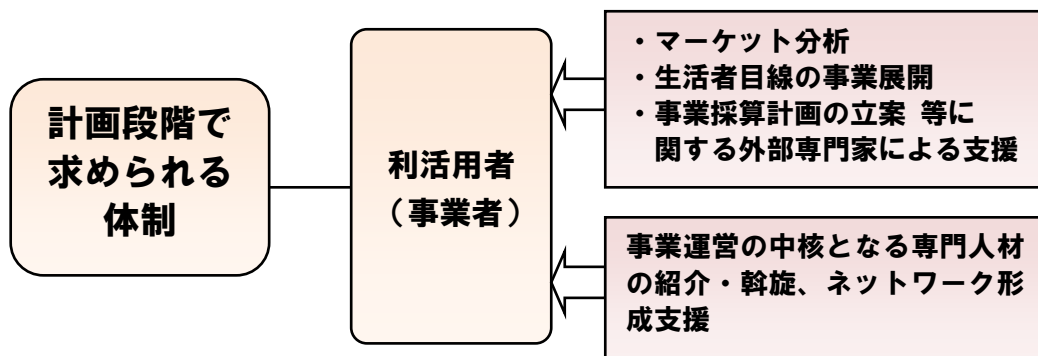 計画段階で
求められる
体制
利活用者
（事業者）
・マーケット分析
・生活者目線の事業展開
・事業採算計画の立案 等に
関する外部専門家による支援
事業運営の中核となる専門人材
の紹介・斡旋、ネットワーク形
成支援